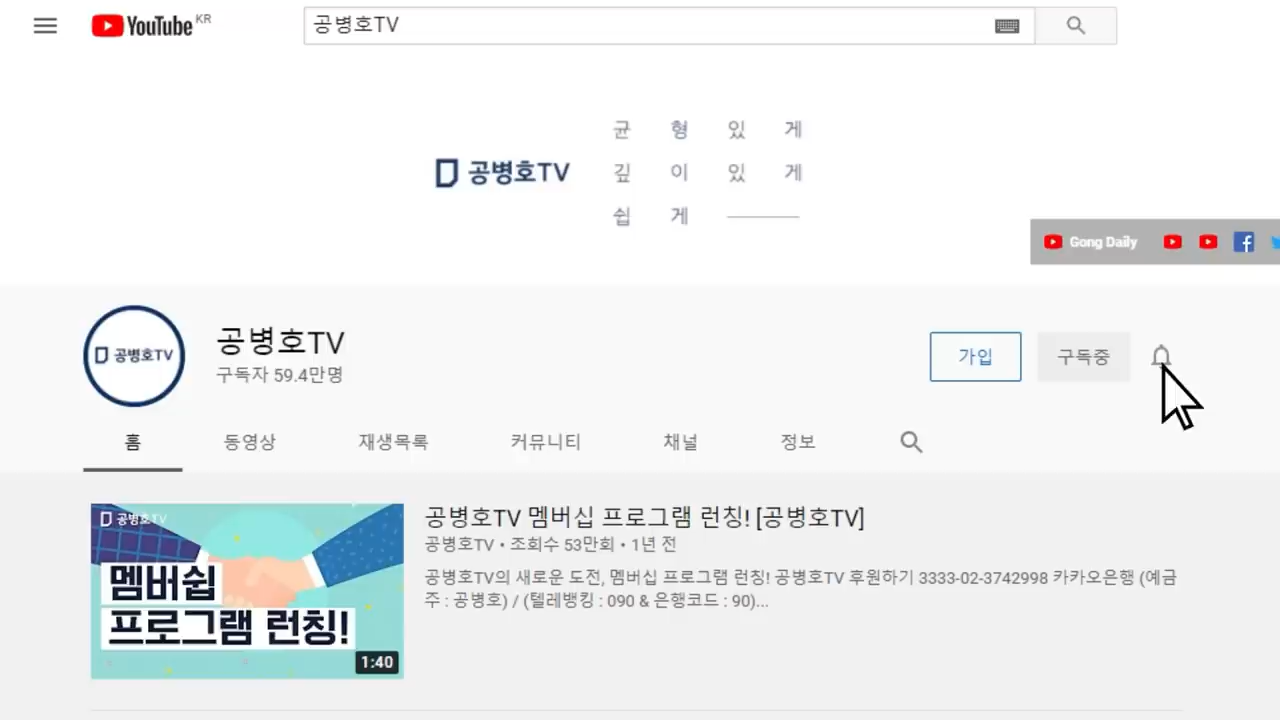 YouTube KR
공병호TV
균 형 있 게
공병호TV
깊 이 있 게
쉽 게
Gong Daily
공병호TV
공병호TV
구독자 59.4만명
가입
구독중
홈
동영상
재생목록
커뮤니티
채널
정보
공병호TV
멤버쉽
프로그램 런칭!
1:40
공병호TV 멤버십 프로그램 런칭! [공병호TV]
공병호TV • 조회수 53만회 • 1년 전
공병호TV의 새로운 도전, 멤버십 프로그램 런칭! 공병호TV 후원하기 3333-02-3742998 카카오은행 (예금
주 : 공병호) / (텔레뱅킹 : 090 & 은행코드 : 90)...